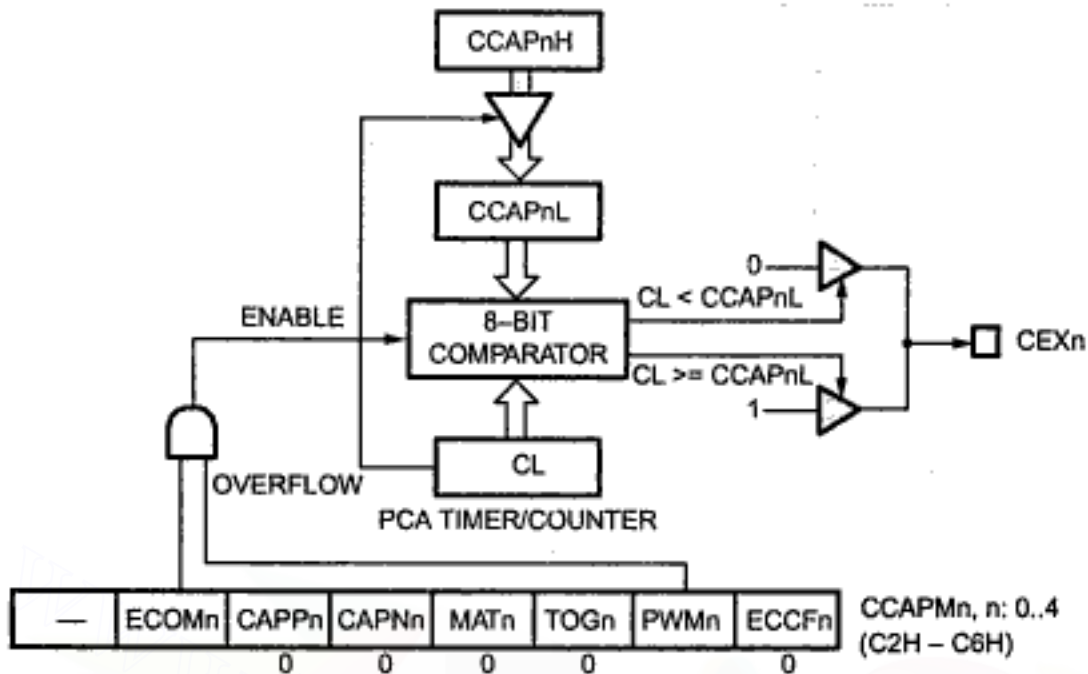 CCAPnH
CCAPnL
0
CL < CCAPnL
ENABLE
8–BIT
COMPARATOR
CEXn
CL >= CCAPnL
1
CL
OVERFLOW
PCA TIMER/COUNTER
— ECOMn CAPPn CAPNn MATn TOGn PWMn ECCFn
CCAPMn, n: 0..4
(C2H – C6H)
0 0 0 0 0